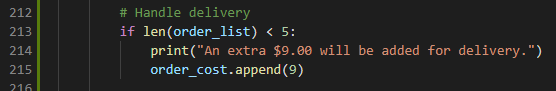 212 # Handle delivery
213 if len(order_list) < 5:
214 print("An extra $9.00 will be added for delivery.")
215 order_cost.append(9)
216